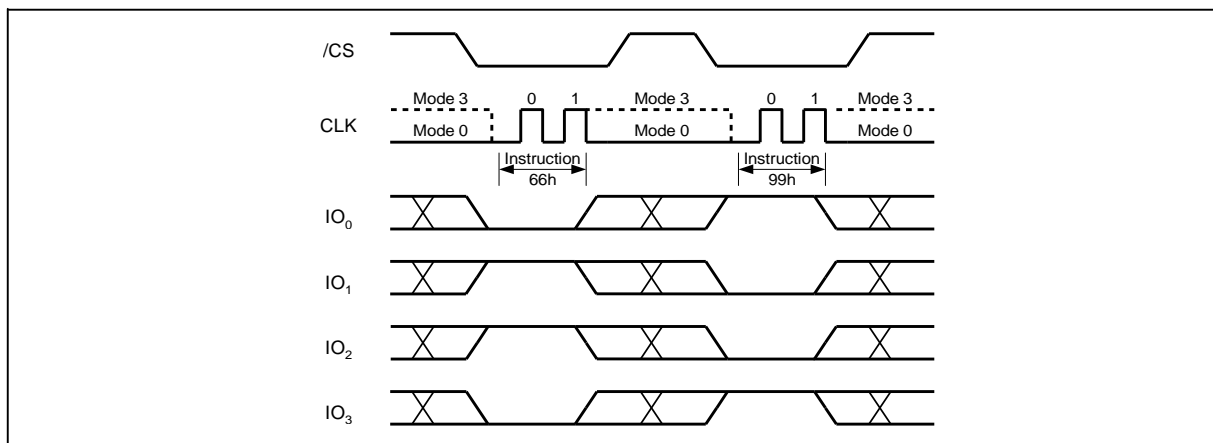 /CS
Mode 3 0 1 Mode 3 0 1 Mode 3
CLK
Mode 0 Mode 0 Mode 0
Instruction Instruction
66h 99h
IO0
IO1
IO2
IO3